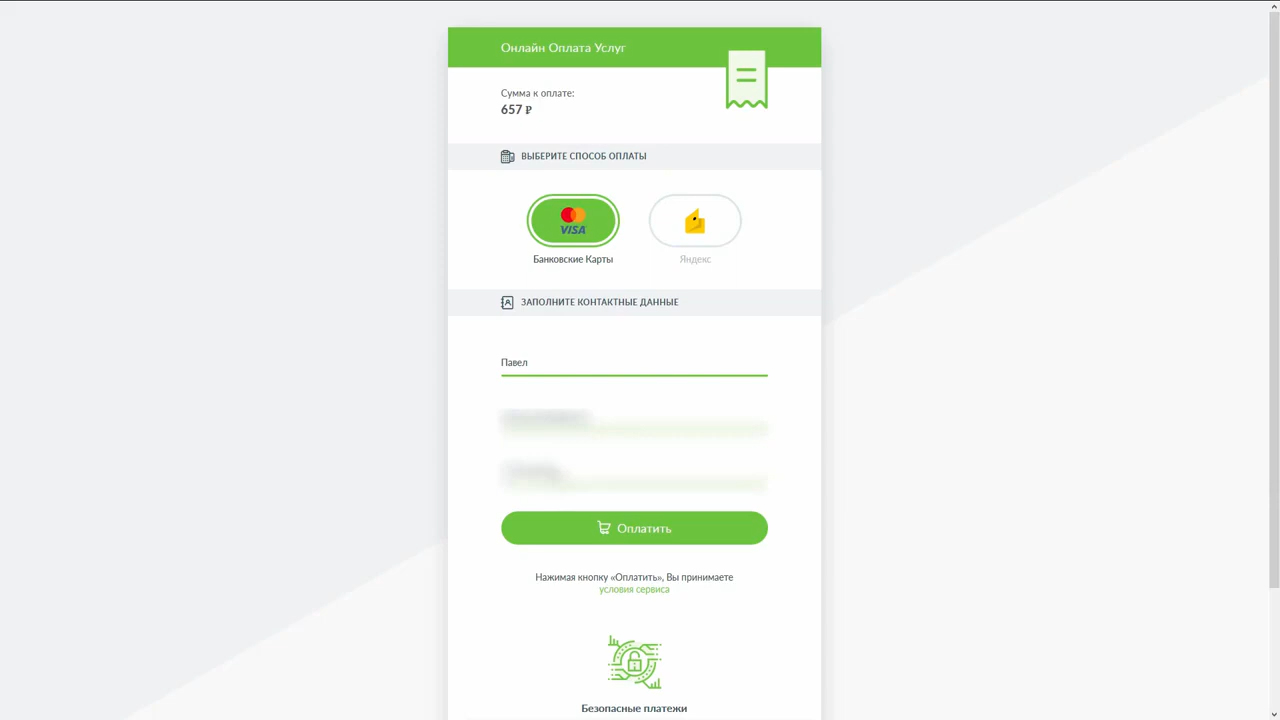 Онлайн Оплата Услуг
Сумма к оплате:
657 ₽
ВЫБЕРИТЕ СПОСОБ ОПЛАТЫ
VISA
Банковские Карты
Яндекс
ЗАПОЛНИТЕ КОНТАКТНЫЕ ДАННЫЕ
Павел
Оплатить
Нажимая кнопку «Оплатить», Вы принимаете
условия сервиса
Безопасные платежи